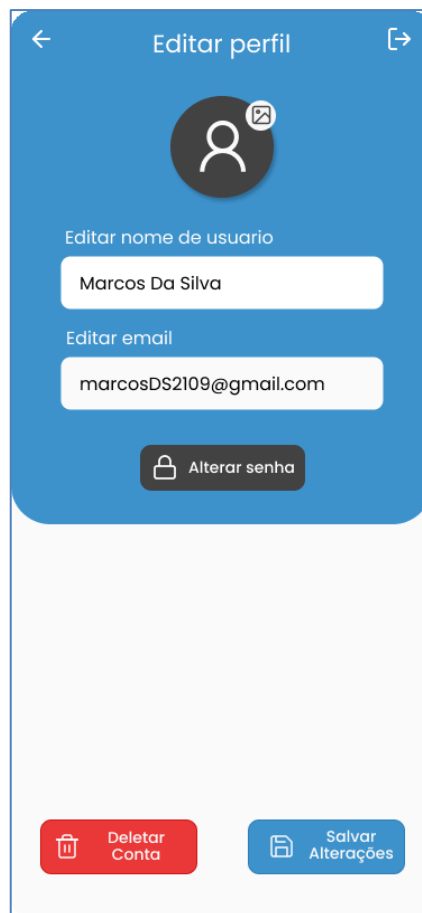 Editar perfil
Editar nome de usuario
Marcos Da Silva
Editar email
marcosDS2109@gmail.com
Alterar senha
Deletar
Conta
Salvar
Alterações